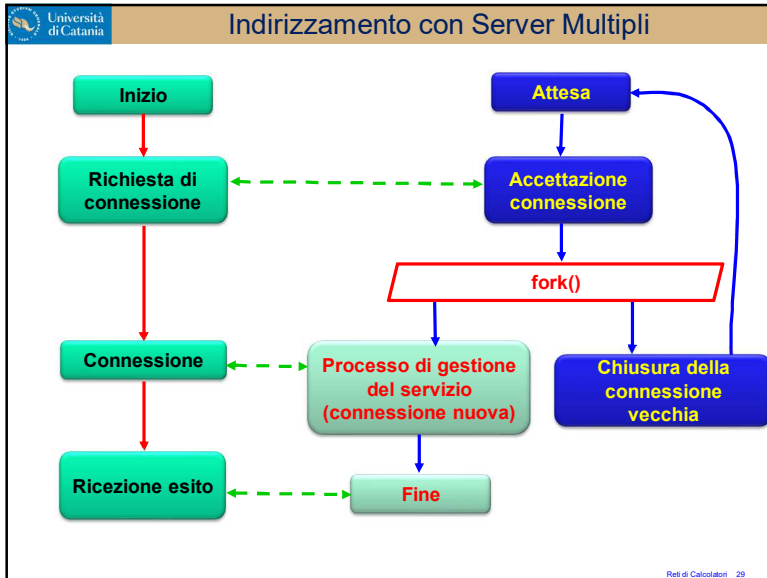 Università
di Catania
Indirizzamento con Server Multipli
Inizio
Attesa
Richiesta di
connessione
Accettazione
connessione
fork()
Connessione
Processo di gestione
del servizio
(connessione nuova)
Chiusura della
connessione
vecchia
Ricezione esito
Fine
Reti di Calcolatori 29